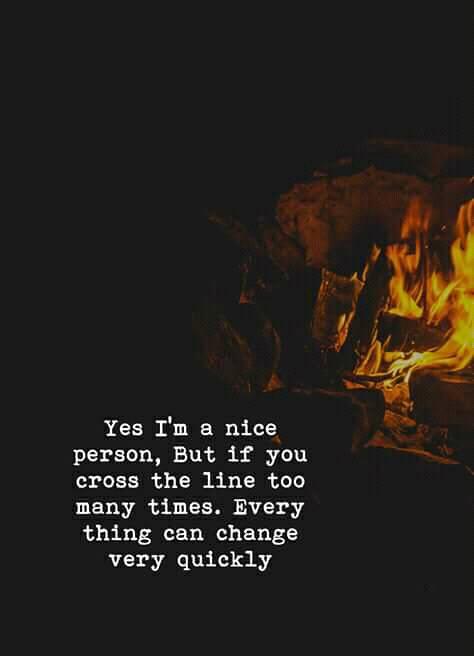 Yes I'm a nice
person, But if you
cross the line too
many times. Every
thing can change
very quickly